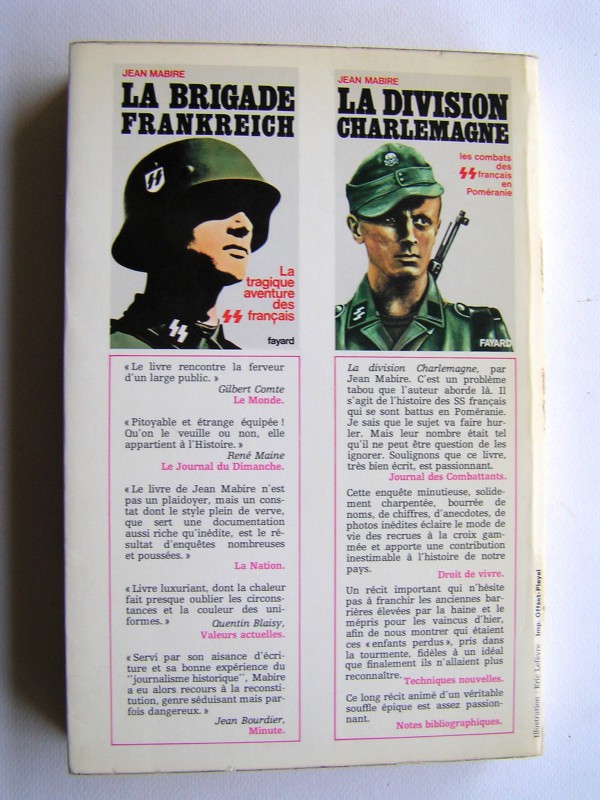 JEAN MABIRE
LA BRIGADE
FRANKREICH
La
tragique
aventure
des
SS français
fayard
« Le livre rencontre la ferveur
d'un large public. »
Gilbert Comte
Le Monde.
« Pitoyable et étrange équipée !
Qu'on le veuille ou non, elle
appartient à l'Histoire. »
René Maine
Le Journal du Dimanche.
« Le livre de Jean Mabire n'est
pas un plaidoyer, mais un cons-
tat dont le style plein de verve,
que sert une documentation
aussi riche qu'inédite, est le ré-
sultat d'enquêtes nombreuses
et poussées. »
La Nation.
« Livre luxuriant, dont la chaleur
fait presque oublier les circons-
tances et la couleur des uni-
formes. »
Quentin Blaisy,
Valeurs actuelles.
« Servi par son aisance d'écri-
ture et sa bonne expérience du
"journalisme historique", Mabire
a eu alors recours à la reconsti-
tution, genre séduisant mais par-
fois dangereux. »
Jean Bourdier,
Minute.
JEAN MABIRE
LA DIVISION
CHARLEMAGNE
les combats
des
SS français
en
Poméranie
FAYARD
La division Charlemagne, par
Jean Mabire. C'est un problème
tabou que l'auteur aborde là. Il
s'agit de l'histoire des SS français
qui se sont battus en Poméranie.
Je sais que le sujet va faire hur-
ler. Mais leur nombre était tel
qu'il ne peut être question de les
ignorer. Soulignons que ce livre,
très bien écrit, est passionnant.
Journal des Combattants.
Cette enquête minutieuse, solide-
ment charpentée, bourrée de
noms, de chiffres, d'anecdotes, de
photos inédites éclaire le mode de
vie des recrues à la croix gam-
mée et apporte une contribution
inestimable à l'histoire de notre
pays.
Droit de vivre.
Un récit important qui n'hésite
pas à franchir les anciennes bar-
rières élevées par la haine et le
mépris pour les vaincus d'hier,
afin de nous montrer qui étaient
ces « enfants perdus », pris dans
la tourmente, fidèles à un idéal
que finalement ils n'allaient plus
reconnaître.
Techniques nouvelles.
Ce long récit animé d'un véritable
souffle épique est assez passion-
nant.
Notes bibliographiques.
Illustration - Eric Lefèvre Imp. Offset-Pleyel